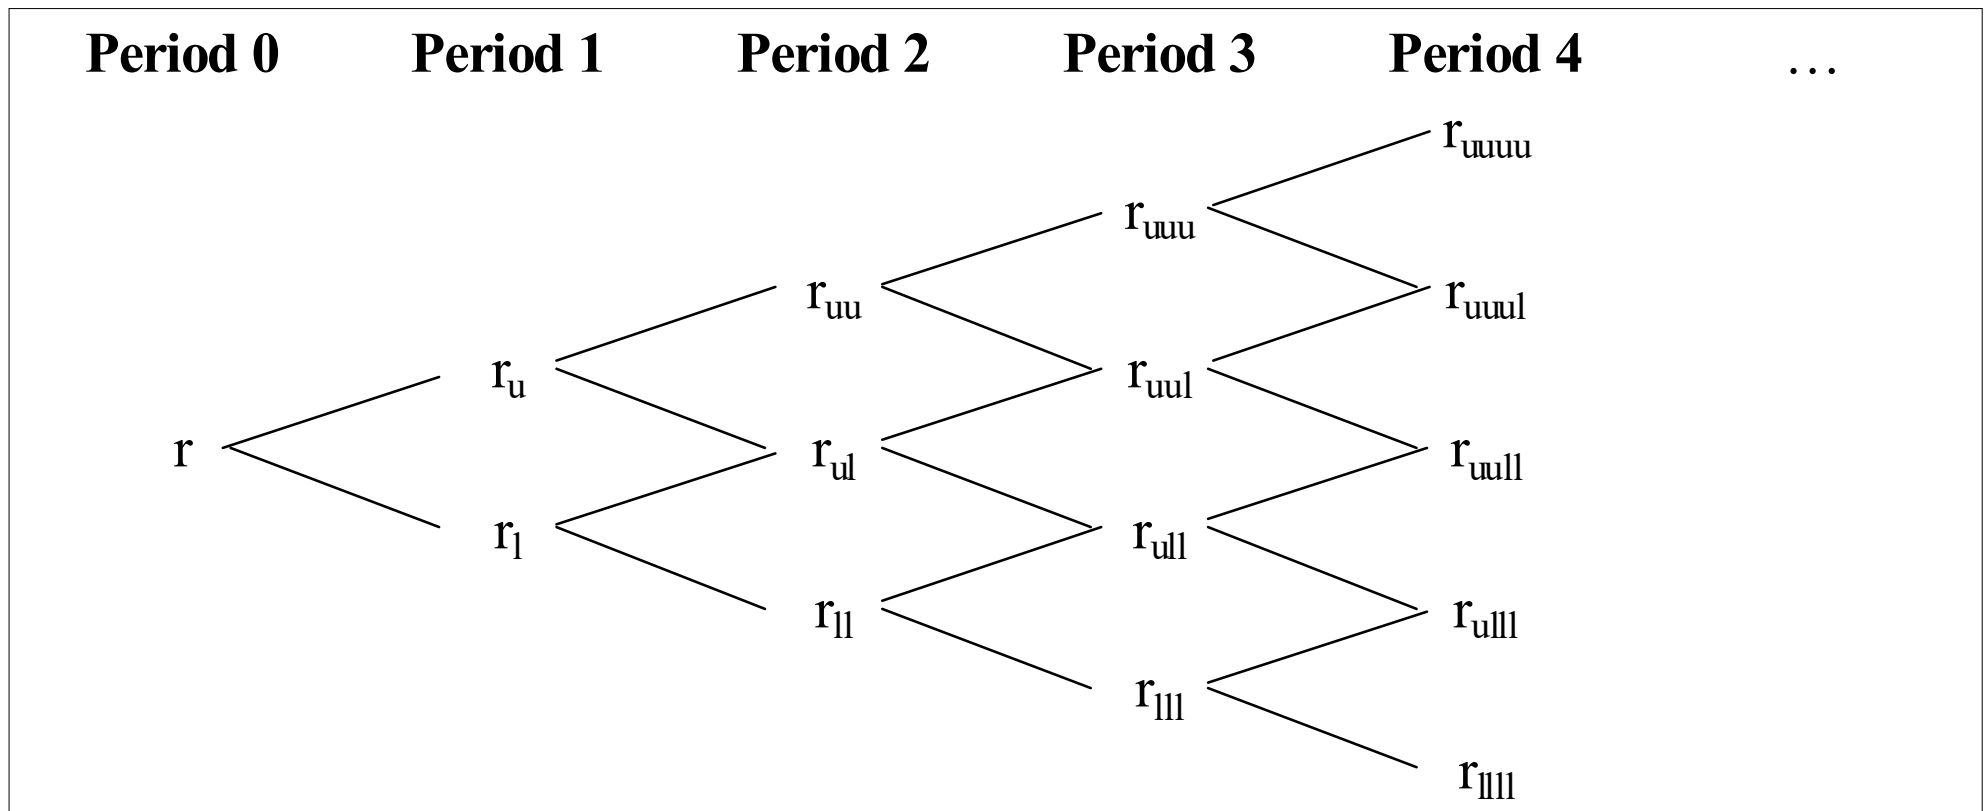 Period 0 Period 1 Period 2 Period 3 Period 4 …
r_uuuu
r_uuu
r_uu r_uuul
r_u r_uul
r r_ul r_uull
r_l r_ull
r_ll r_ulll
r_lll
r_llll